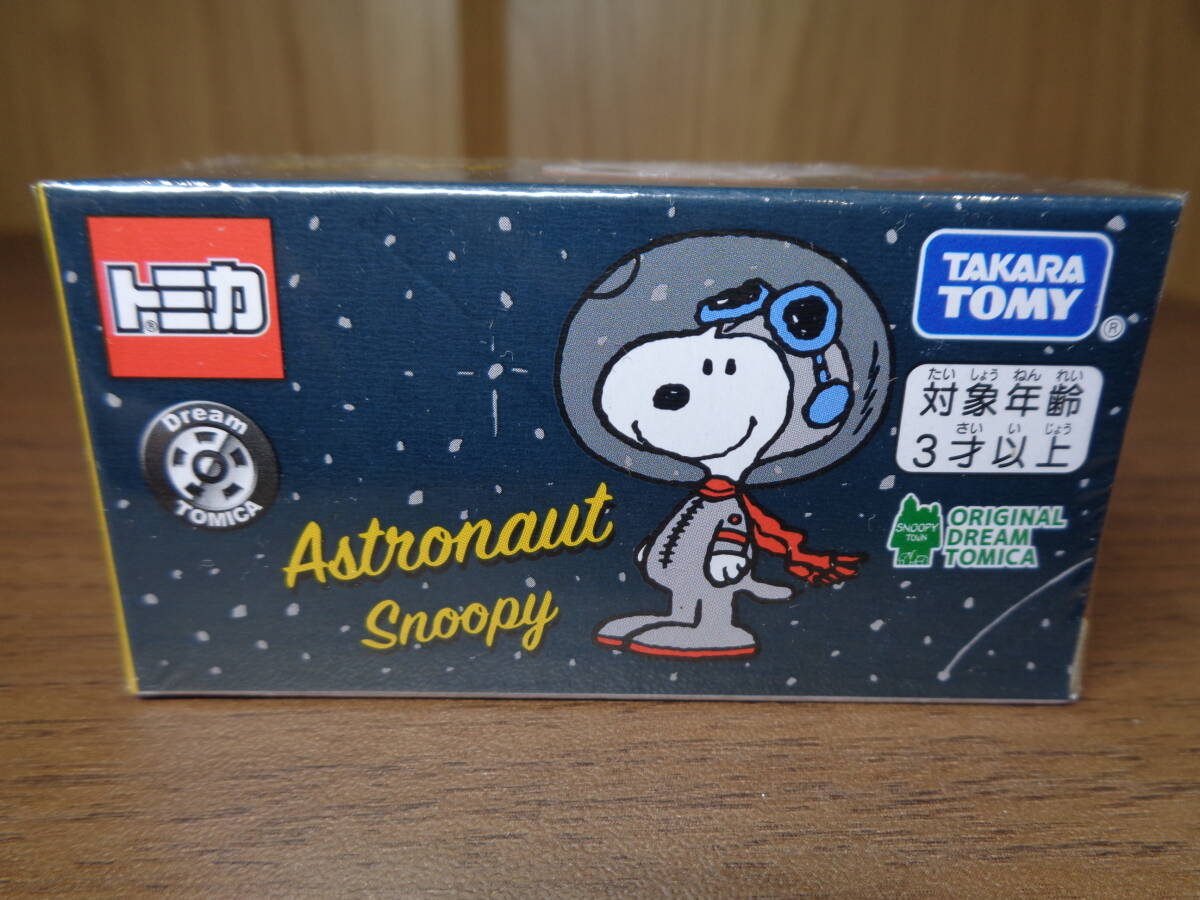 トミカ
®
Dream
TOMICA
Astronaut
Snoopy
TAKARA
TOMY
®
たいしょうねんれい
対象年齢
さいいじょう
3才以上
SNOOPY
TOWN
ORIGINAL
DREAM
TOMICA